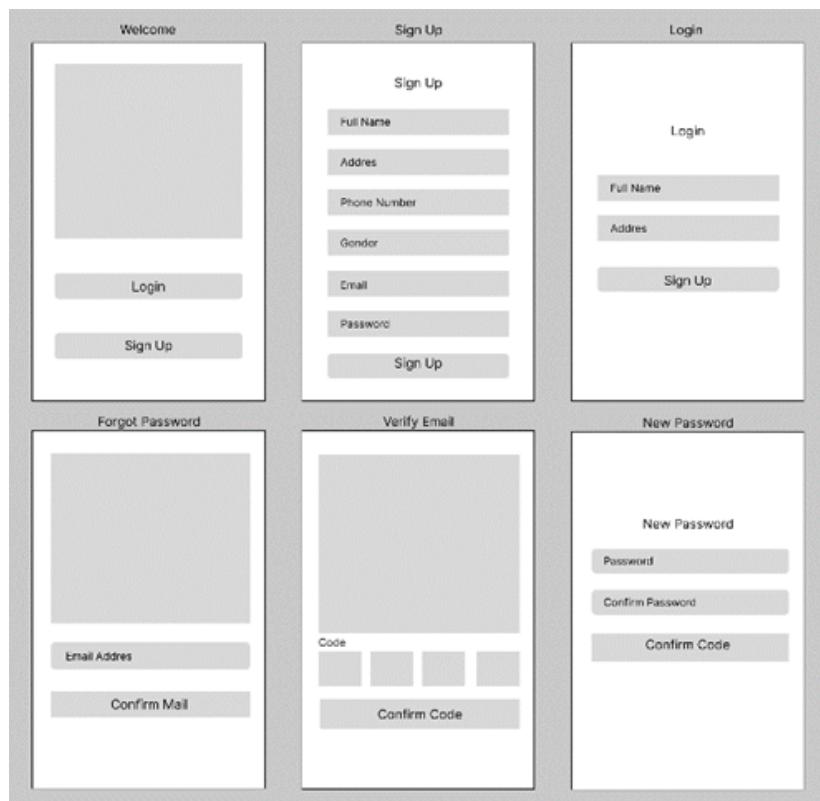 Welcome
Login
Sign Up
Sign Up
Sign Up
Full Name
Addres
Phone Number
Gender
Email
Password
Sign Up
Login
Login
Full Name
Addres
Sign Up
Forgot Password
Email Addres
Confirm Mail
Verify Email
Code
Confirm Code
New Password
New Password
Password
Confirm Password
Confirm Code